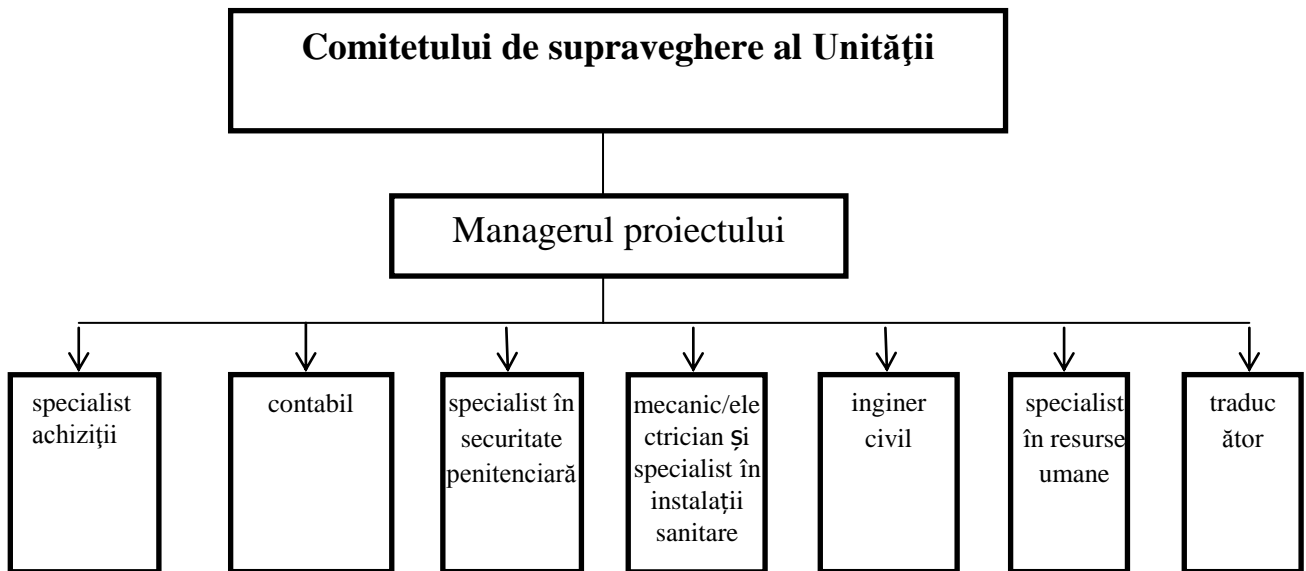 Comitetului de supraveghere al Unităţii
Managerul proiectului
specialist
achiziţii
contabil
specialist în
securitate
penitenciară
mecanic/ele
ctrician și
specialist în
instalații
sanitare
inginer
civil
specialist
în resurse
umane
traduc
ător